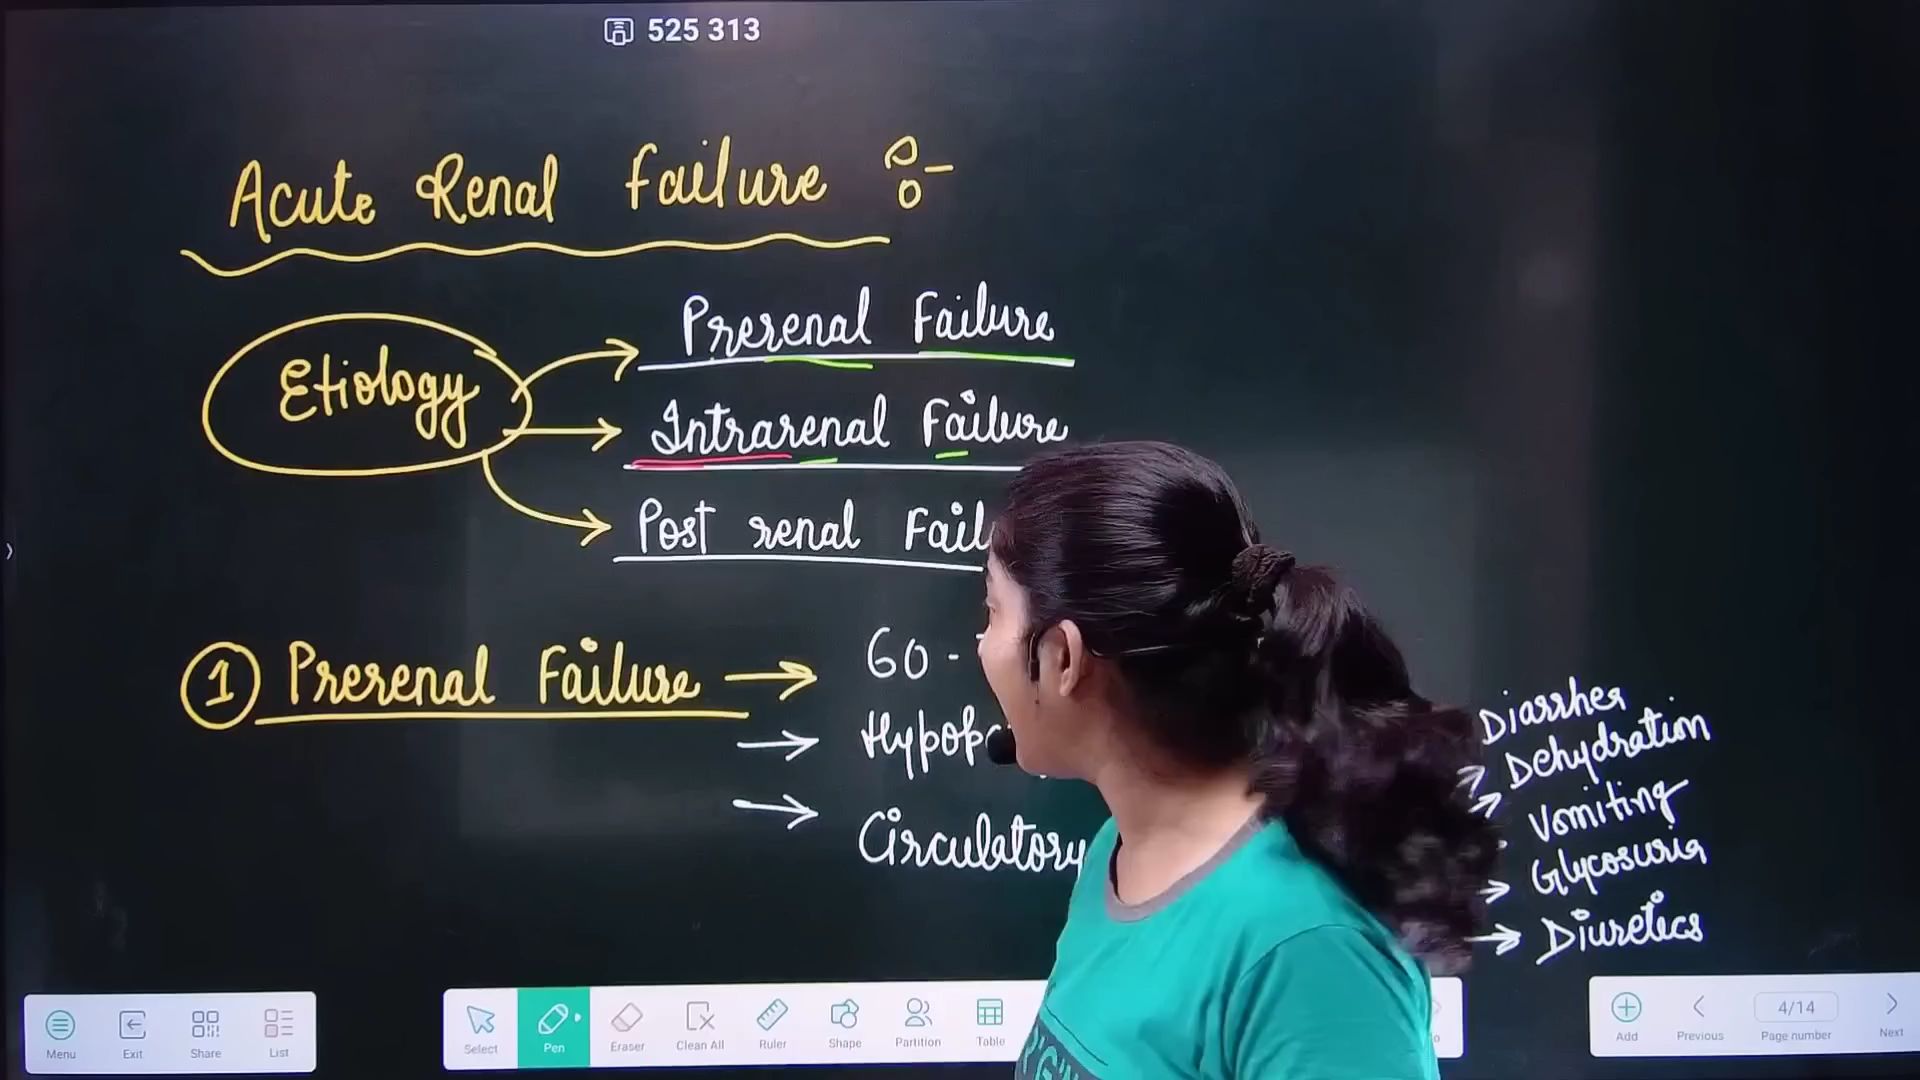 525 313
Acute Renal Failure :-
Etiology
Prerenal Failure
Intrarenal Failure
Post renal Fail
① Prerenal Failure → 60 -
→ Hypop
→ Circulatory
Diarrhea
Dehydration
Vomiting
Glycosuria
→ Diuretics
Menu Exit Share List
Select Pen Eraser Clean All Ruler Shape Partition Table
Add Previous 4/14 Page number Next